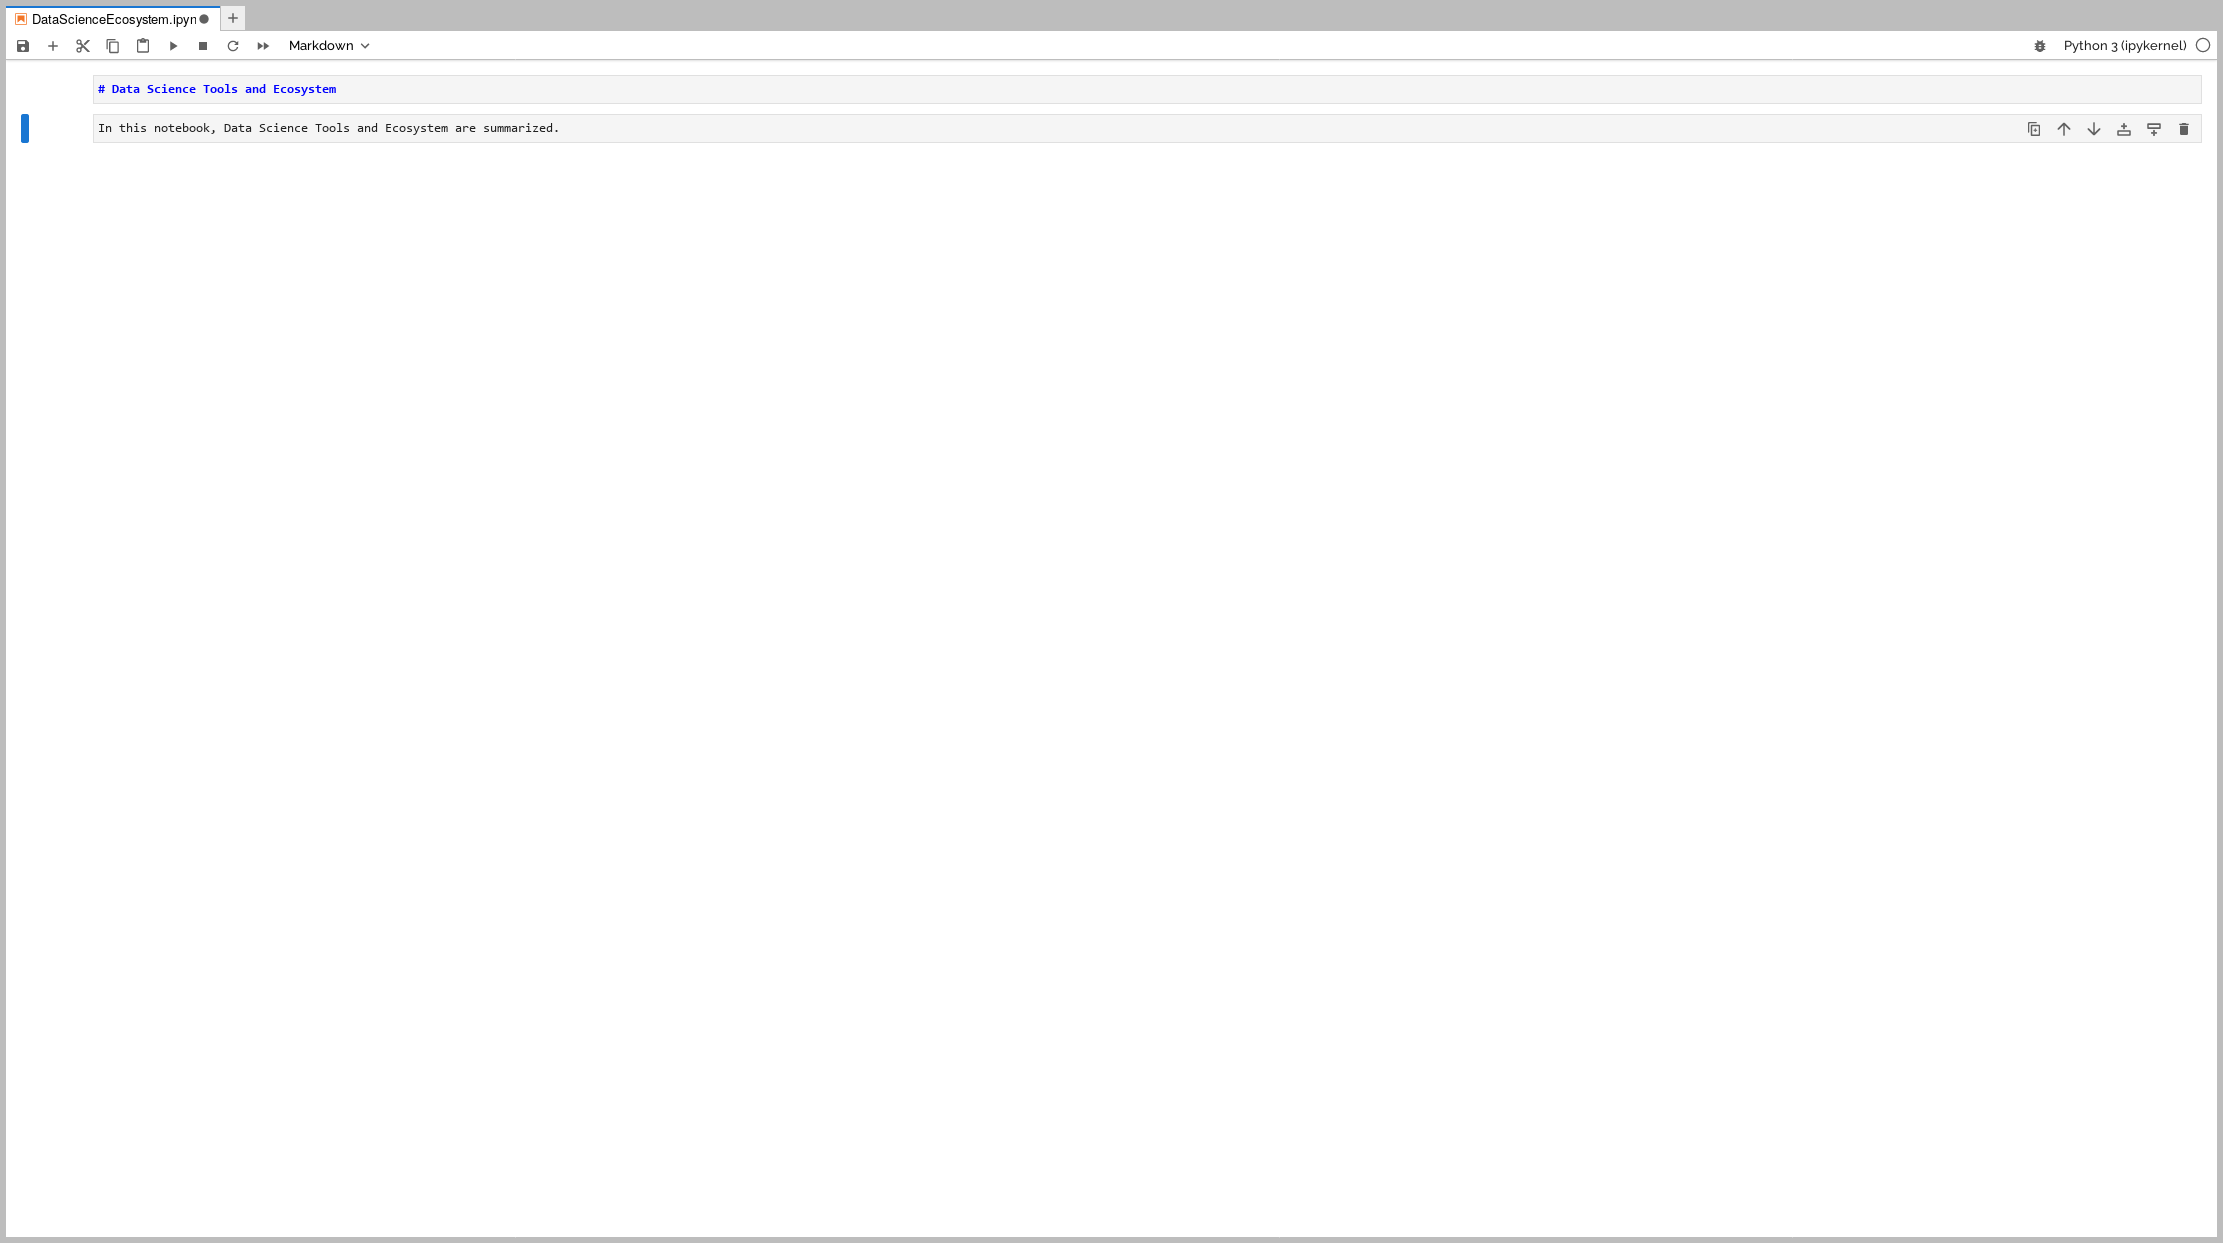 DataScienceEcosystem.ipyn
Markdown
Python 3 (ipykernel)
# Data Science Tools and Ecosystem
In this notebook, Data Science Tools and Ecosystem are summarized.